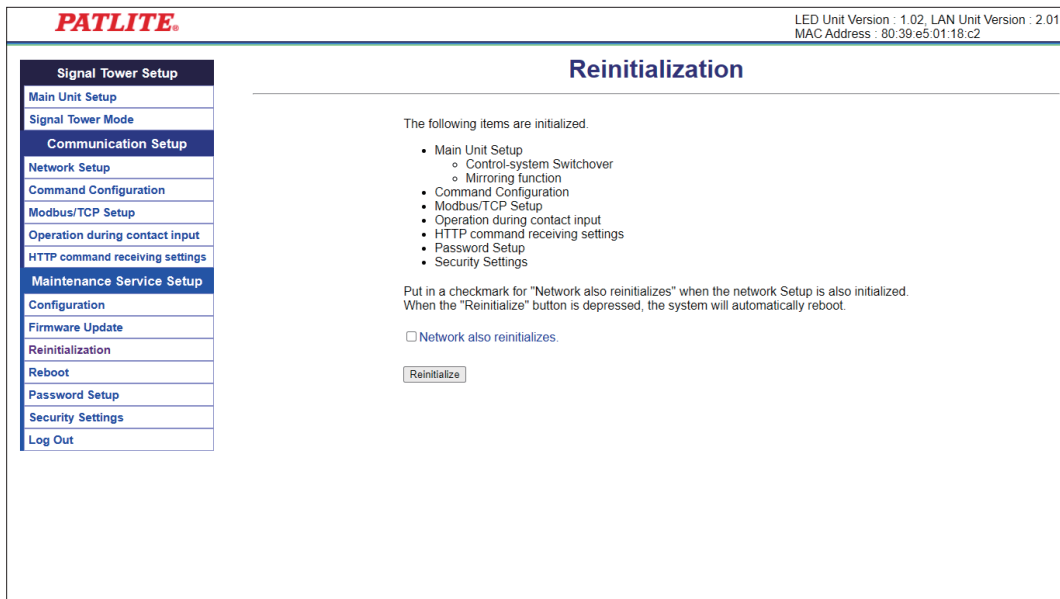 PATLITE®
LED Unit Version : 1.02, LAN Unit Version : 2.01
MAC Address : 80:39:e5:01:18:c2
Signal Tower Setup
Main Unit Setup
Signal Tower Mode
Communication Setup
Network Setup
Command Configuration
Modbus/TCP Setup
Operation during contact input
HTTP command receiving settings
Maintenance Service Setup
Configuration
Firmware Update
Reinitialization
Reboot
Password Setup
Security Settings
Log Out
Reinitialization
The following items are initialized.
• Main Unit Setup
◦ Control-system Switchover
◦ Mirroring function
• Command Configuration
• Modbus/TCP Setup
• Operation during contact input
• HTTP command receiving settings
• Password Setup
• Security Settings
Put in a checkmark for "Network also reinitializes" when the network Setup is also initialized.
When the "Reinitialize" button is depressed, the system will automatically reboot.
Network also reinitializes.
Reinitialize